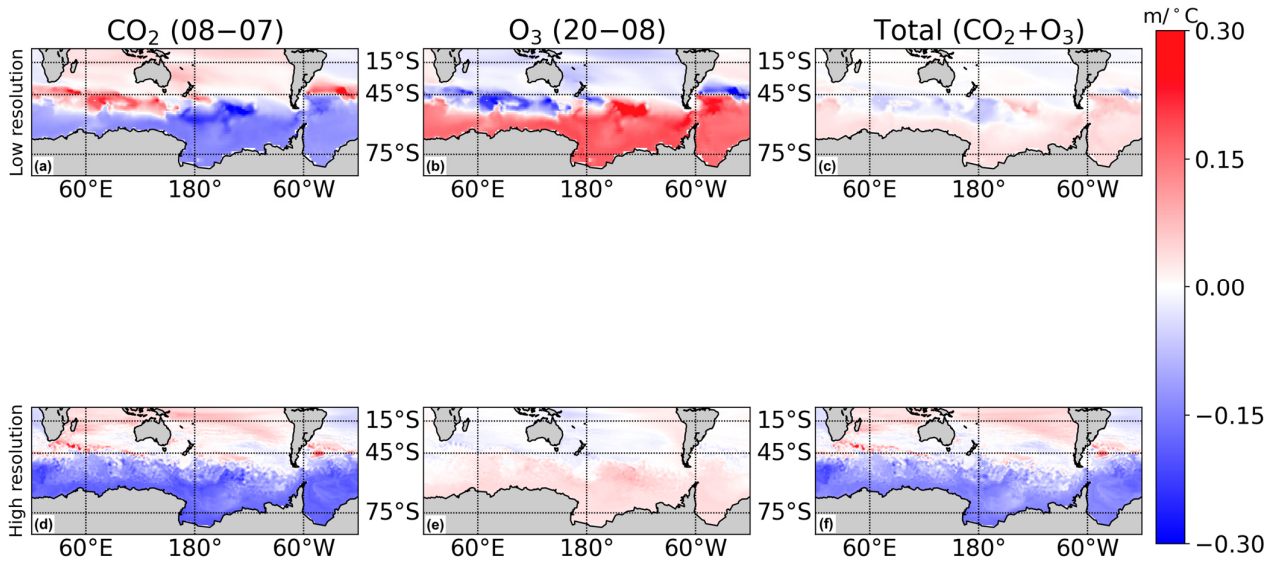 CO₂ (08−07)
O₃ (20−08)
Total (CO₂+O₃)
m/°C
Low resolution
(a)
15°S
45°S
75°S
60°E
180°
60°W
(b)
15°S
45°S
75°S
60°E
180°
60°W
(c)
60°E
180°
60°W
High resolution
(d)
15°S
45°S
75°S
60°E
180°
60°W
(e)
15°S
45°S
75°S
60°E
180°
60°W
(f)
60°E
180°
60°W
0.30
0.15
0.00
−0.15
−0.30